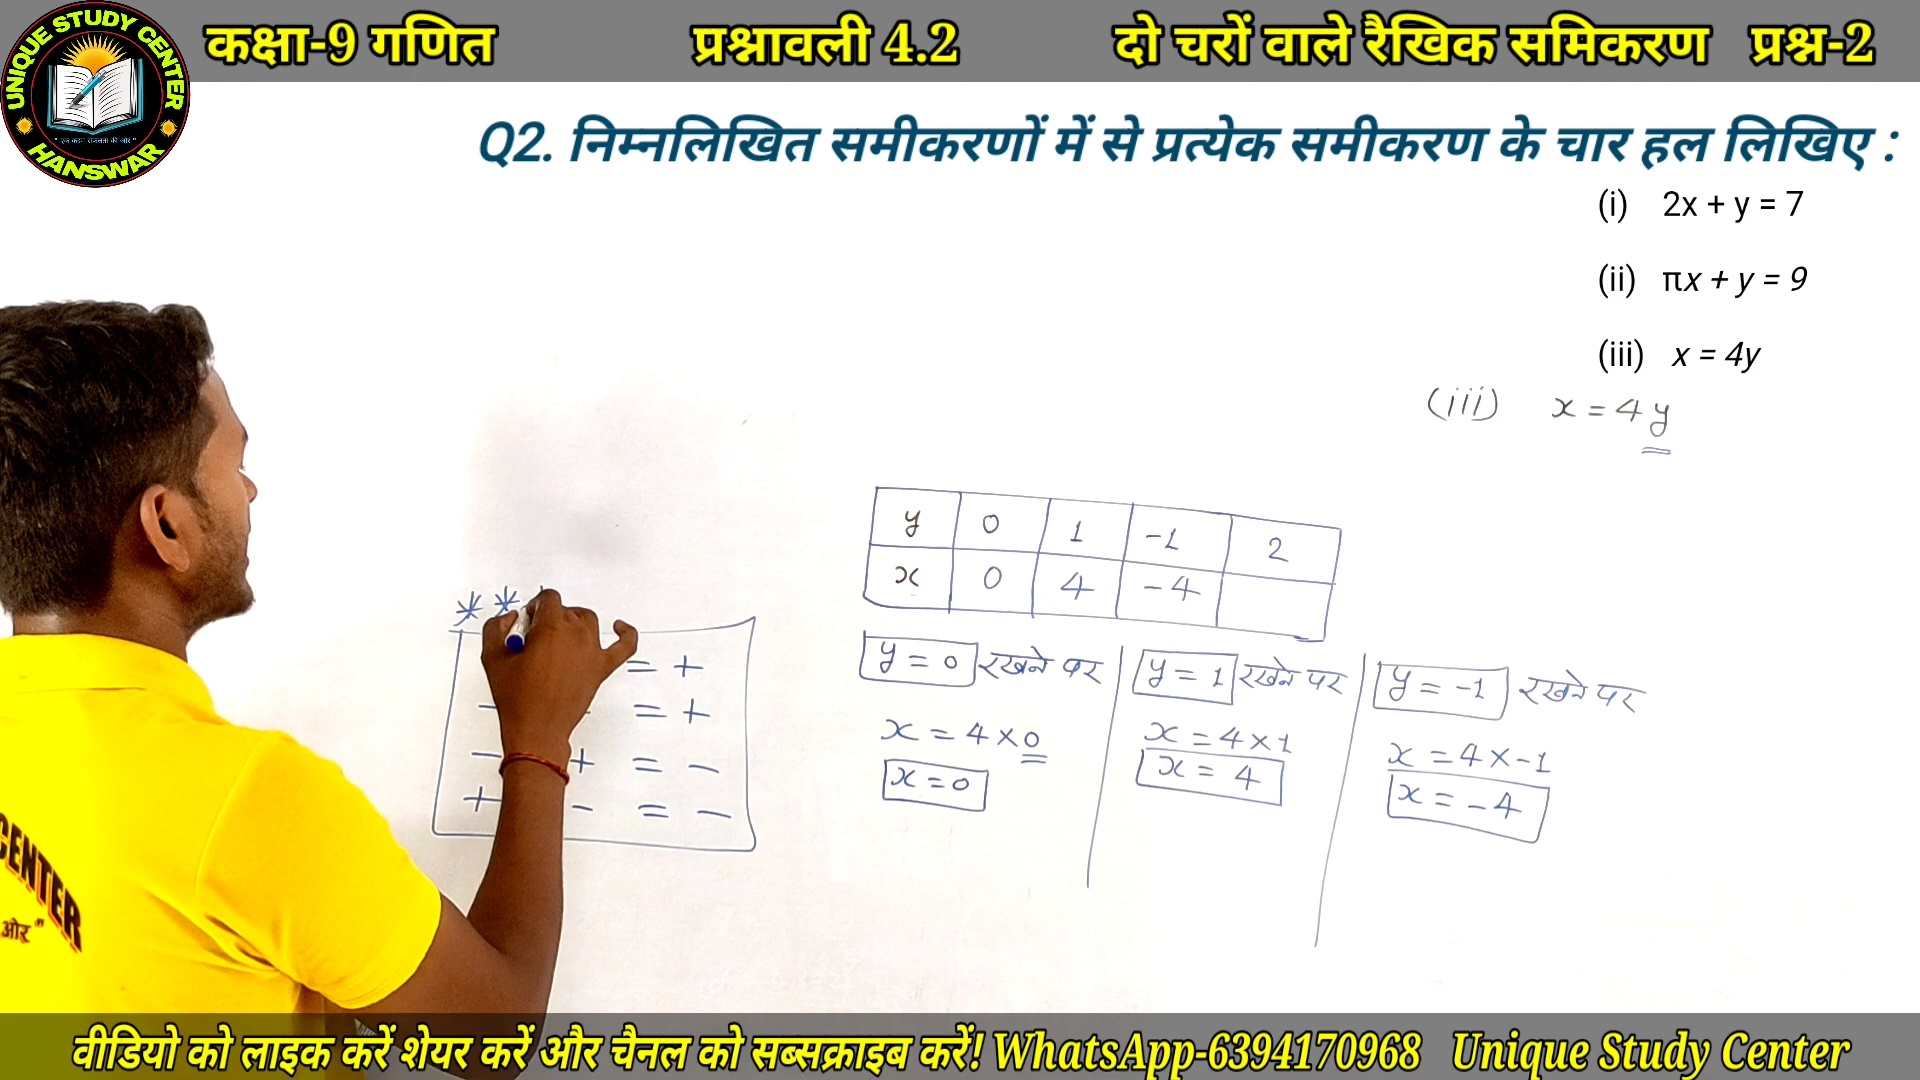 UNIQUE STUDY CENTER
HANSWAR
कक्षा-9 गणित प्रश्नावली 4.2 दो चरों वाले रैखिक समिकरण प्रश्न-2
Q2. निम्नलिखित समीकरणों में से प्रत्येक समीकरण के चार हल लिखिए :
(i) 2x + y = 7
(ii) πx + y = 9
(iii) x = 4y
(iii) x = 4y
y 0 1 -1 2
x 0 4 -4
y = 0 रखने पर
x = 4 × 0
x = 0
y = 1 रखने पर
x = 4 × 1
x = 4
y = -1 रखने पर
x = 4 × -1
x = -4
* *
= +
- = +
- + = -
+ - = -
CENTER
ओर"
वीडियो को लाइक करें शेयर करें और चैनल को सब्सक्राइब करें! WhatsApp-6394170968 Unique Study Center